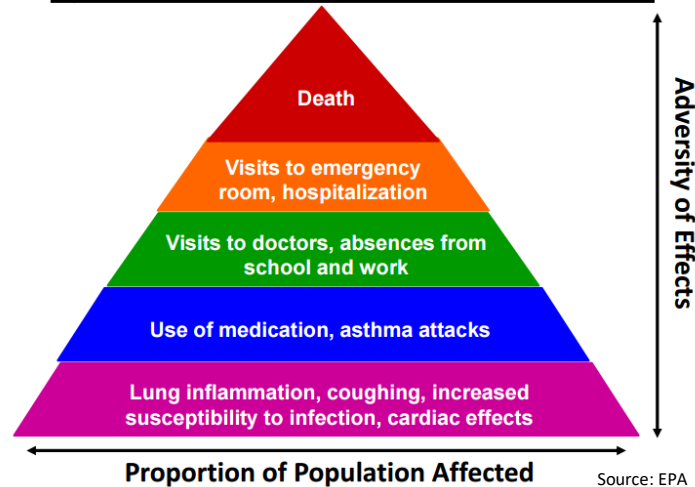 Death
Visits to emergency
room, hospitalization
Visits to doctors, absences from
school and work
Use of medication, asthma attacks
Lung inflammation, coughing, increased
susceptibility to infection, cardiac effects
Adversity of Effects
Proportion of Population Affected
Source: EPA